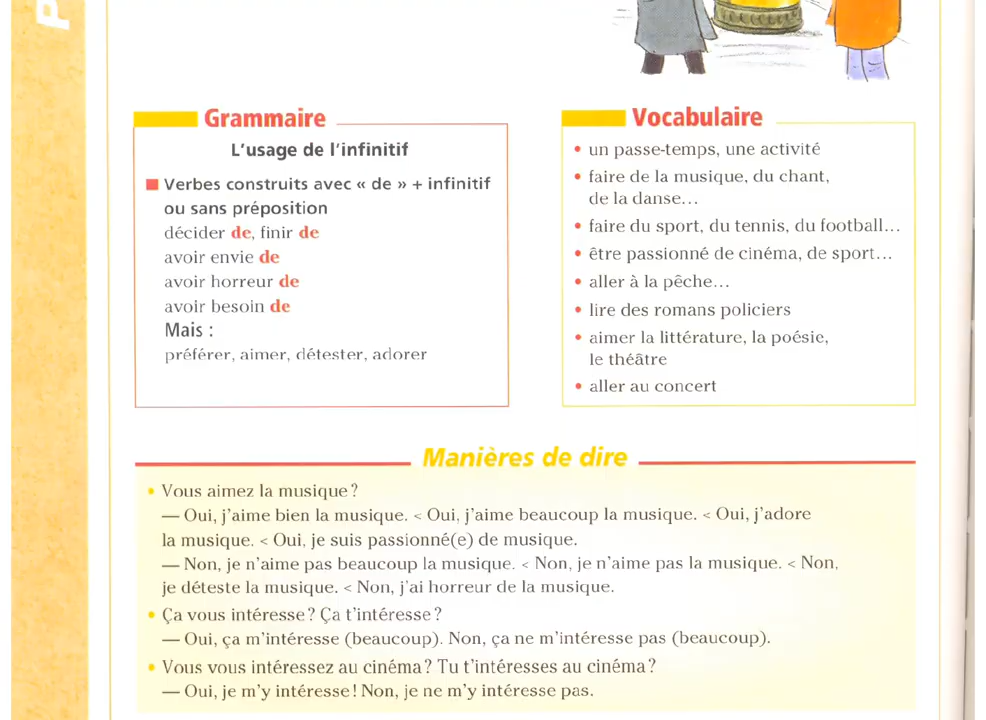 Grammaire
L'usage de l'infinitif
Verbes construits avec « de » + infinitif
ou sans préposition
décider de, finir de
avoir envie de
avoir horreur de
avoir besoin de
Mais :
préférer, aimer, détester, adorer
Vocabulaire
• un passe-temps, une activité
• faire de la musique, du chant,
de la danse...
• faire du sport, du tennis, du football...
• être passionné de cinéma, de sport...
• aller à la pêche...
• lire des romans policiers
• aimer la littérature, la poésie,
le théâtre
• aller au concert
Manières de dire
• Vous aimez la musique ?
— Oui, j'aime bien la musique. < Oui, j'aime beaucoup la musique. < Oui, j'adore
la musique. < Oui, je suis passionné(e) de musique.
— Non, je n'aime pas beaucoup la musique. < Non, je n'aime pas la musique. < Non,
je déteste la musique. < Non, j'ai horreur de la musique.
• Ça vous intéresse ? Ça t'intéresse ?
— Oui, ça m'intéresse (beaucoup). Non, ça ne m'intéresse pas (beaucoup).
• Vous vous intéressez au cinéma ? Tu t'intéresses au cinéma ?
— Oui, je m'y intéresse ! Non, je ne m'y intéresse pas.